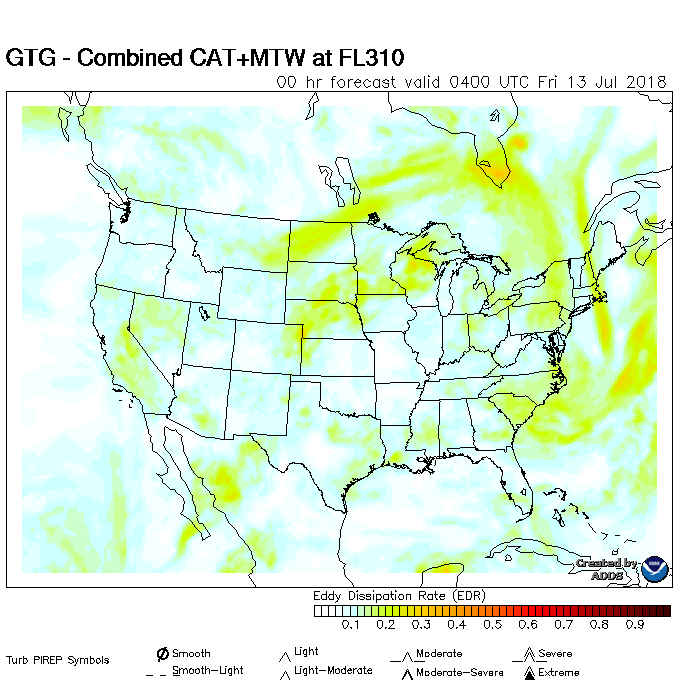 GTG - Combined CAT+MTW at FL310
00 hr forecast valid 0400 UTC Fri 13 Jul 2018
Created by
ADDS
Eddy Dissipation Rate (EDR)
0.1 0.2 0.3 0.4 0.5 0.6 0.7 0.8 0.9
Turb PIREP Symbols
Smooth Light Moderate Severe
Smooth-Light Light-Moderate Moderate-Severe Extreme